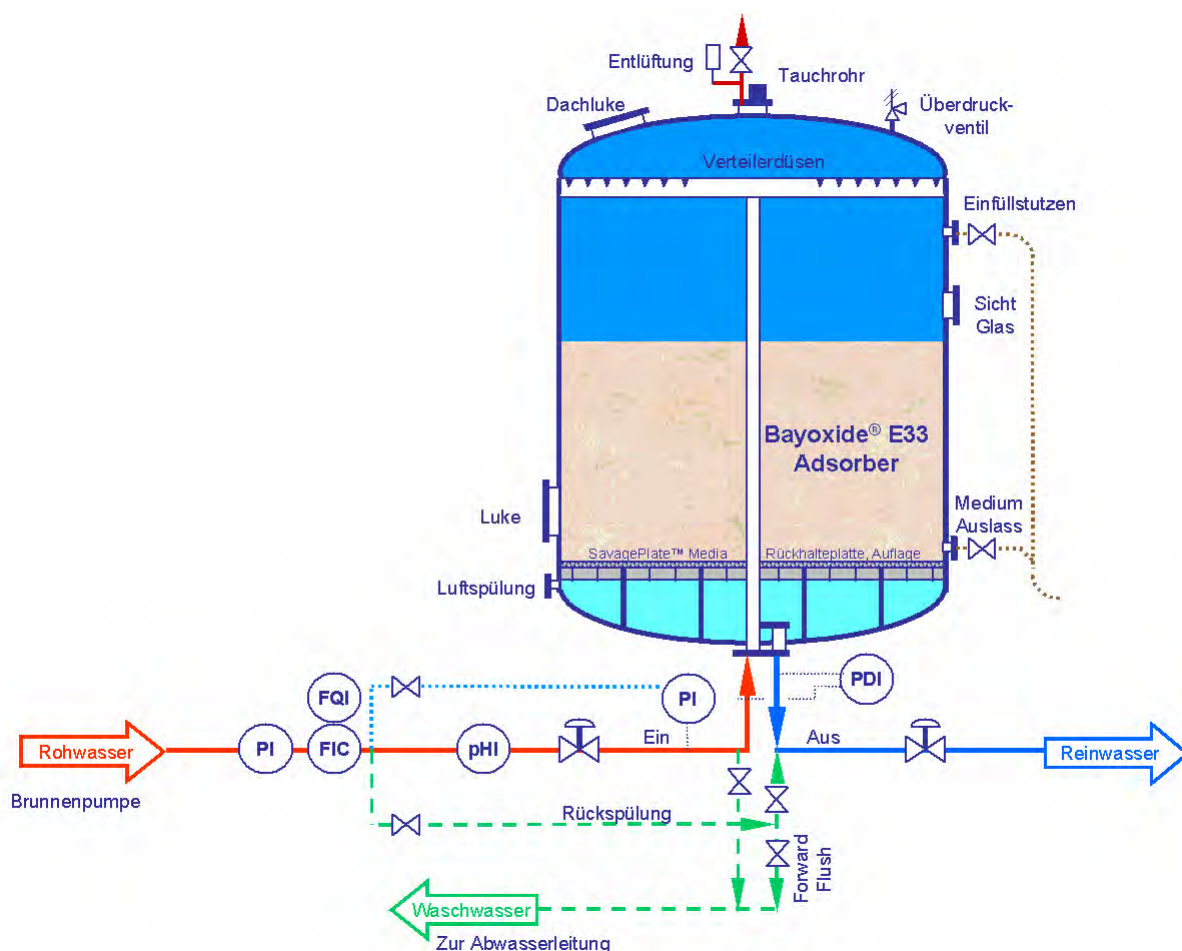 Entlüftung
Tauchrohr
Dachluke
Überdruck-
ventil
Verteilerdüsen
Einfüllstutzen
Sicht
Glas
Bayoxide® E33
Adsorber
Medium
Auslass
Luke
SavagePlate™ Media
Rückhalteplatte, Auflage
Luftspülung
FQI
PI
PDI
Rohwasser
PI
FIC
pHI
Ein
Aus
Reinwasser
Brunnenpumpe
Rückspülung
Forward
Flush
Waschwasser
Zur Abwasserleitung